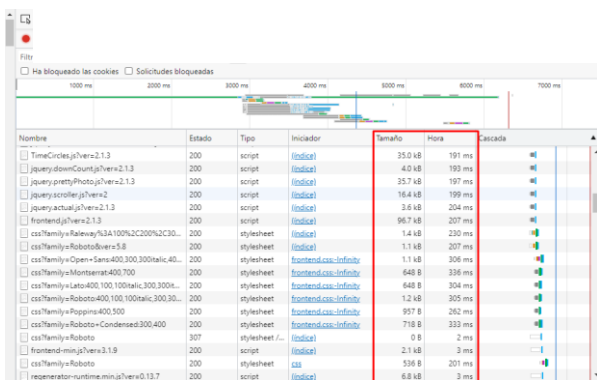 Filtr
Ha bloqueado las cookies Solicitudes bloqueadas
1000 ms 2000 ms 3000 ms 4000 ms 5000 ms 6000 ms 7000 ms
Nombre Estado Tipo Iniciador Tamaño Hora Cascada
TimeCircles.js?ver=2.1.3 200 script (índice) 35.0 kB 191 ms
jquery.downCount.js?ver=2.1.3 200 script (índice) 4.0 kB 193 ms
jquery.prettyPhoto.js?ver=2.1.3 200 script (índice) 35.7 kB 197 ms
jquery.scroller.js?ver=2 200 script (índice) 16.4 kB 199 ms
jquery.actual.js?ver=2.1.3 200 script (índice) 3.6 kB 204 ms
frontend.js?ver=2.1.3 200 script (índice) 96.7 kB 207 ms
css?family=Raleway%3A100%2C200%2C30... 200 stylesheet (índice) 1.4 kB 230 ms
css?family=Roboto&ver=5.8 200 stylesheet (índice) 1.1 kB 207 ms
css?family=Open+Sans:400,300,300italic,40... 200 stylesheet frontend.css:-Infinity 1.1 kB 306 ms
css?family=Montserrat:400,700 200 stylesheet frontend.css:-Infinity 648 B 336 ms
css?family=Lato:400,100,100italic,300,300it... 200 stylesheet frontend.css:-Infinity 648 B 304 ms
css?family=Roboto:400,100,100italic,300,30... 200 stylesheet frontend.css:-Infinity 1.2 kB 305 ms
css?family=Poppins:400,500 200 stylesheet frontend.css:-Infinity 957 B 262 ms
css?family=Roboto+Condensed:300,400 200 stylesheet frontend.css:-Infinity 718 B 333 ms
css?family=Roboto 307 stylesheet /... (índice) 0 B 2 ms
frontend-min.js?ver=3.1.9 200 script (índice) 2.1 kB 3 ms
css?family=Roboto 200 stylesheet css 536 B 201 ms
regenerator-runtime.min.js?ver=0.13.7 200 script (índice) 6.8 kB 3 ms